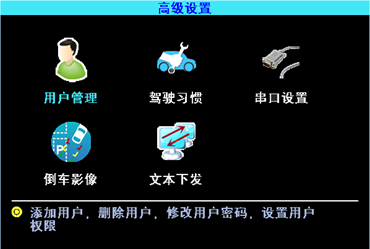 高级设置
用户管理
驾驶习惯
串口设置
倒车影像
文本下发
添加用户，删除用户，修改用户密码，设置用户
权限